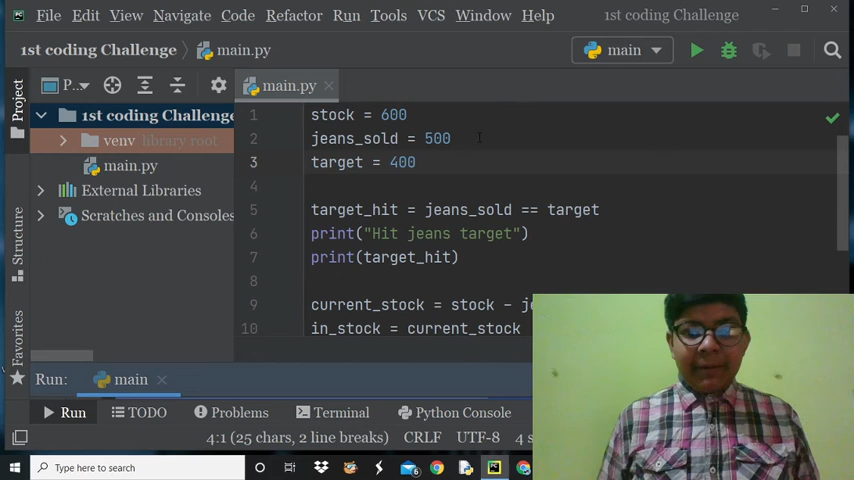 File Edit View Navigate Code Refactor Run Tools VCS Window Help 1st coding Challenge
1st coding Challenge main.py main
Project P... main.py
1 stock = 600
1st coding Challenge
2 jeans_sold = 500
venv library root
3 target = 400
main.py
4
External Libraries
5 target_hit = jeans_sold == target
Scratches and Consoles
6 print("Hit jeans target")
7 print(target_hit)
8
9 current_stock = stock - je
10 in_stock = current_stock
Structure
Favorites
Run: main
Run TODO Problems Terminal Python Console
4:1 (25 chars, 2 line breaks) CRLF UTF-8 4 s
Type here to search 6